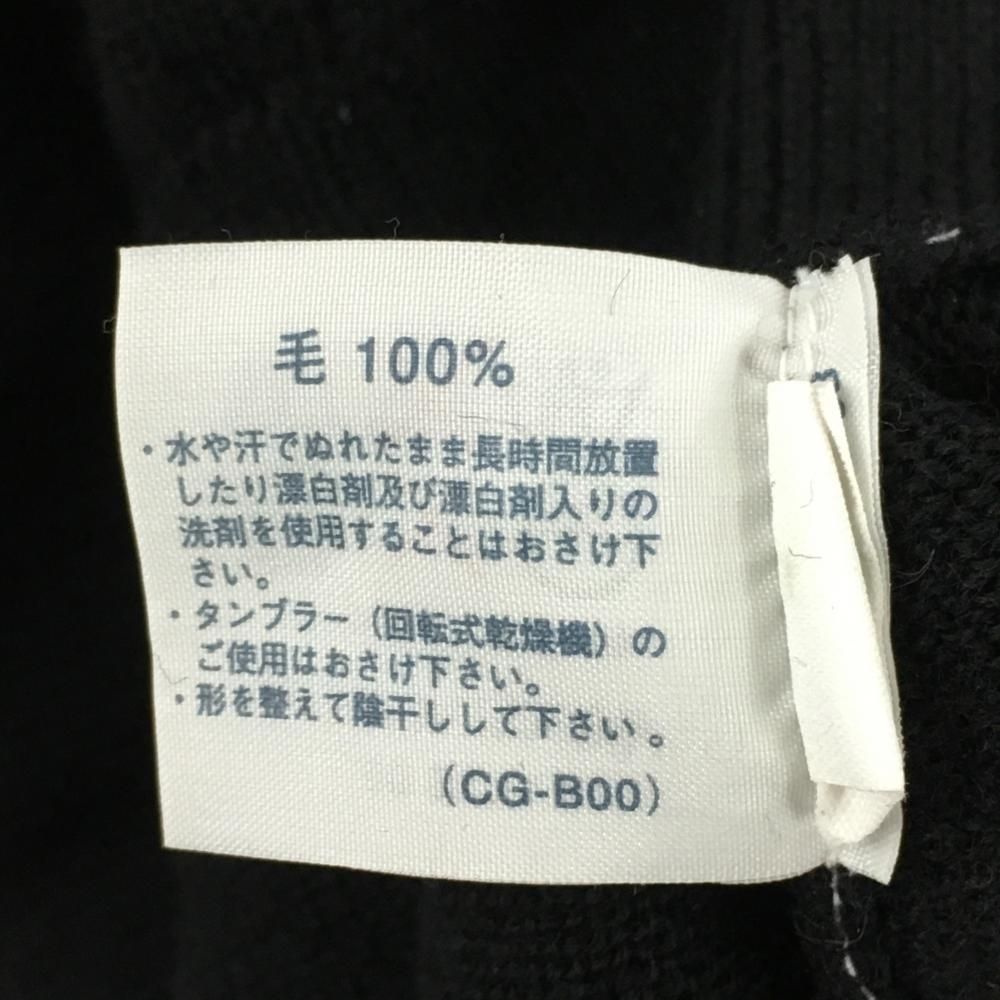 毛 100%
・水や汗でぬれたまま長時間放置
したり漂白剤及び漂白剤入りの
洗剤を使用することはおさけ下
さい。
・タンブラー（回転式乾燥機）の
ご使用はおさけ下さい。
・形を整えて陰干しして下さい。
（CG-B00）